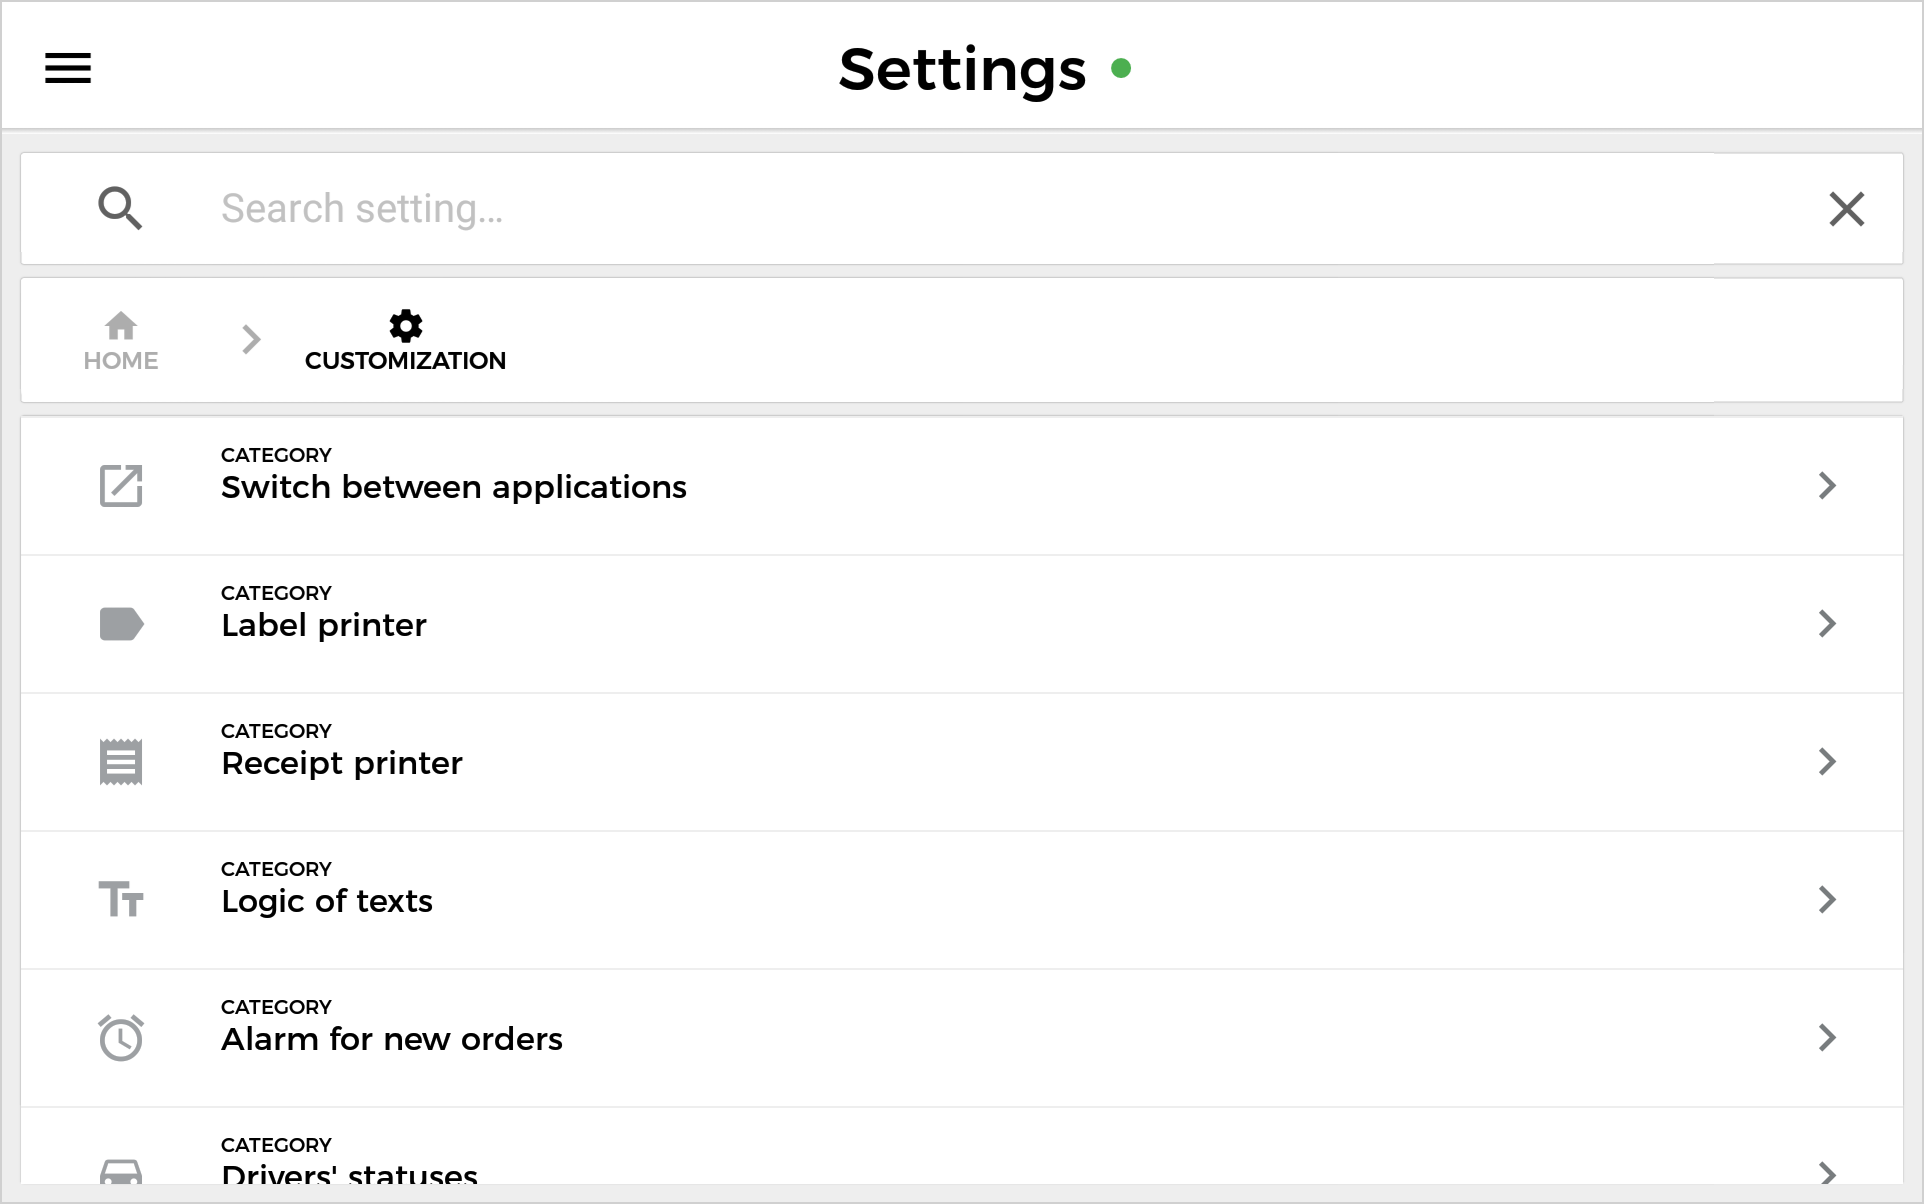 Settings
Search setting...
HOME
CUSTOMIZATION
CATEGORY
Switch between applications
CATEGORY
Label printer
CATEGORY
Receipt printer
CATEGORY
Logic of texts
CATEGORY
Alarm for new orders
CATEGORY
Drivers' statuses